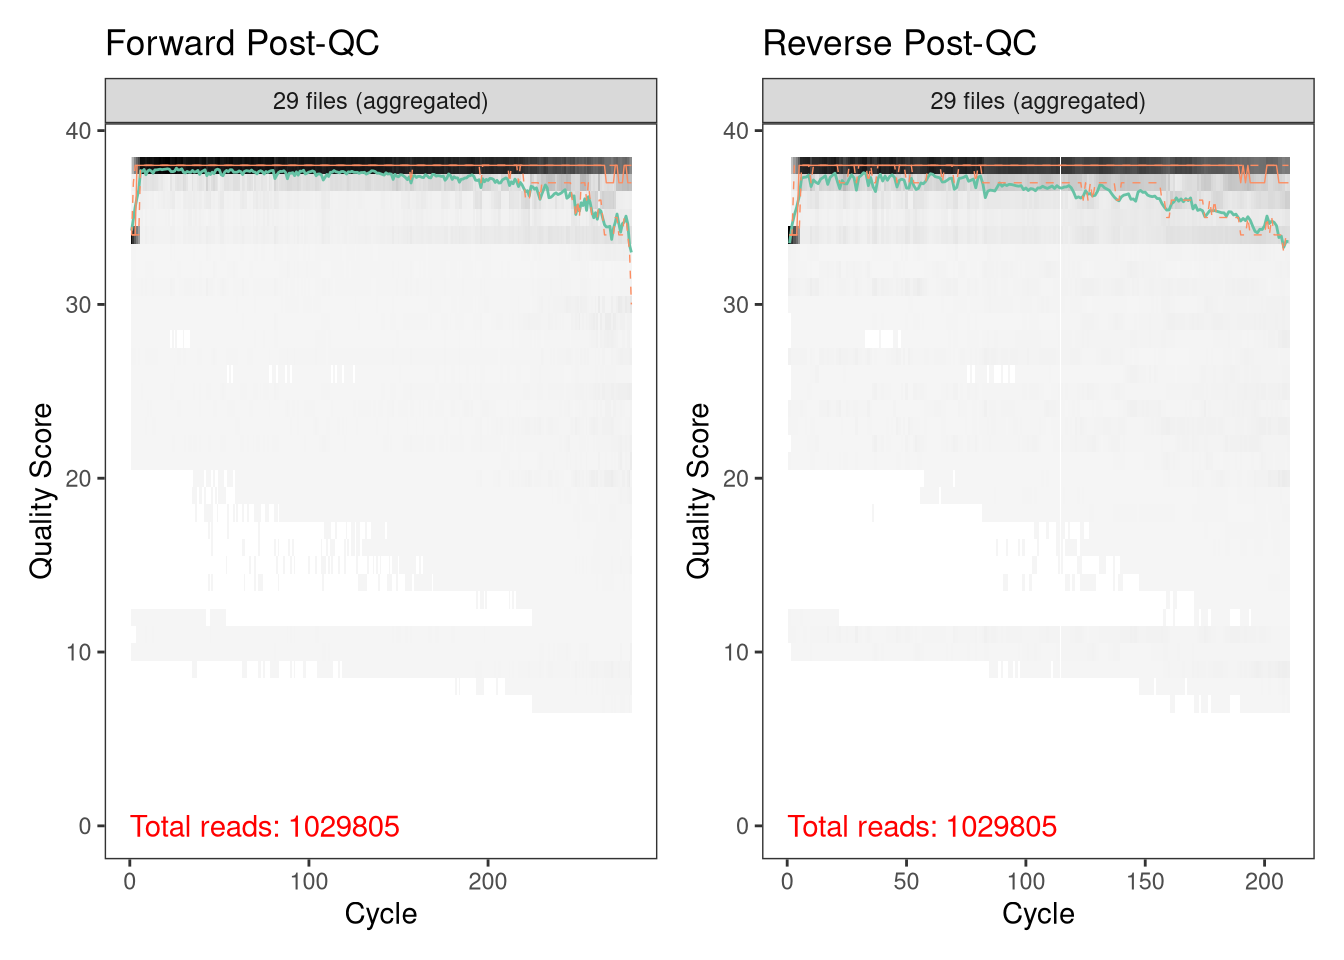 Forward Post-QC
29 files (aggregated)
40
30
20
10
0
Quality Score
Total reads: 1029805
0 100 200
Cycle
Reverse Post-QC
29 files (aggregated)
40
30
20
10
0
Quality Score
Total reads: 1029805
0 50 100 150 200
Cycle